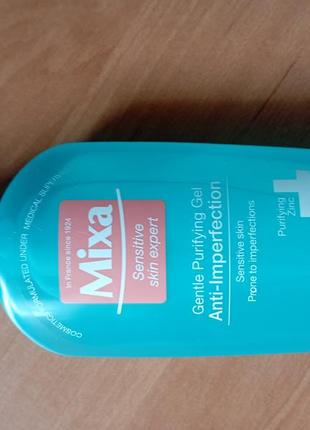 COSMETICS FORMULATED UNDER MEDICAL
In France since 1924
Mixa
Sensitive
skin expert
Gentle Purifying Gel
Anti-Imperfection
Sensitive skin
Prone to imperfections
Purifying
Zinc